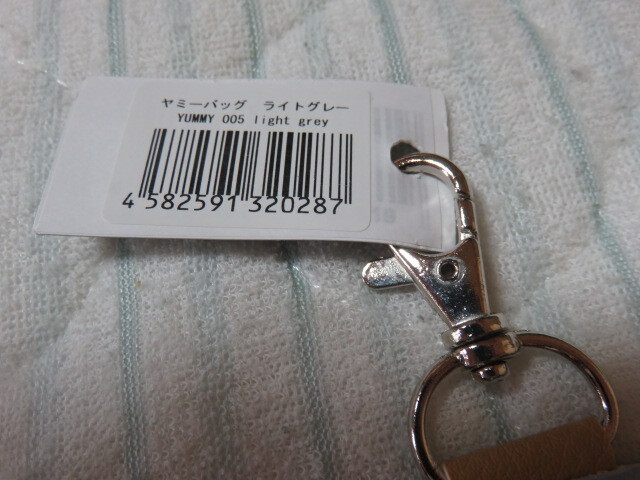 ヤミーバッグ ライトグレー
YUMMY 005 light grey
4 582591 320287